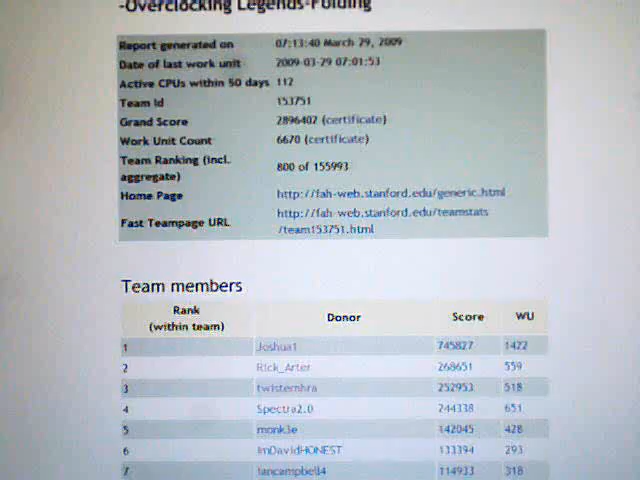 -Overclocking Legends-Folding
Report generated on 07:13:40 March 29, 2009
Date of last work unit 2009-03-29 07:01:53
Active CPUs within 50 days 112
Team Id 153751
Grand Score 2896402 (certificate)
Work Unit Count 6670 (certificate)
Team Ranking (incl.
aggregate) 800 of 155993
Home Page http://fah-web.stanford.edu/generic.html
Fast Teampage URL http://fah-web.stanford.edu/teamstats
/team153751.html
Team members
Rank
(within team) Donor Score WU
1 Joshua1 745827 1422
2 Rick_Arter 268651 559
3 twisternhra 252953 518
4 Spectra2.0 244338 651
5 monk3e 142045 428
6 ImDavidHONEST 133394 293
7 iancampbell4 114933 318